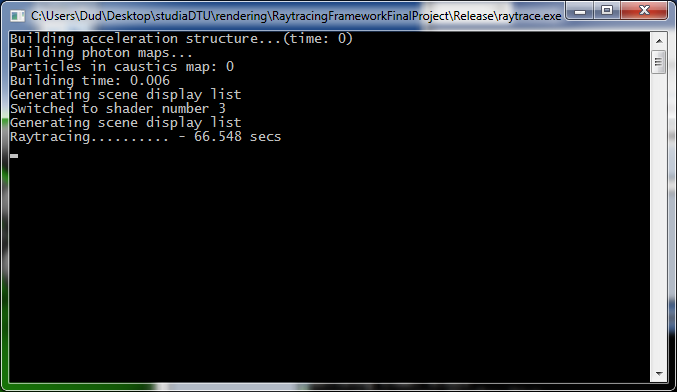 C:\Users\Dud\Desktop\studiaDTU\rendering\RaytracingFrameworkFinalProject\Release\raytrace.exe
Building acceleration structure...(time: 0)
Building photon maps...
Particles in caustics map: 0
Building time: 0.006
Generating scene display list
Switched to shader number 3
Generating scene display list
Raytracing.......... - 66.548 secs